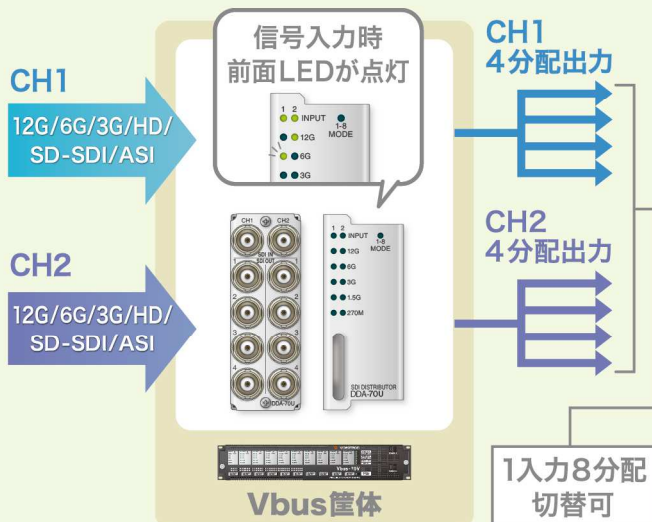 信号入力時
前面LEDが点灯
1 2
INPUT
12G
6G
3G
1-8
MODE
CH1
12G/6G/3G/HD/
SD-SDI/ASI
CH2
12G/6G/3G/HD/
SD-SDI/ASI
CH1 CH2
SDI IN
SDI OUT
1 1
2 2
3 3
4 4
DDA-70U
1 2
INPUT
12G
6G
3G
1.5G
270M
1-8
MODE
SDI DISTRIBUTOR
DDA-70U
CH1
4分配出力
CH2
4分配出力
Vbus筐体
1入力8分配
切替可